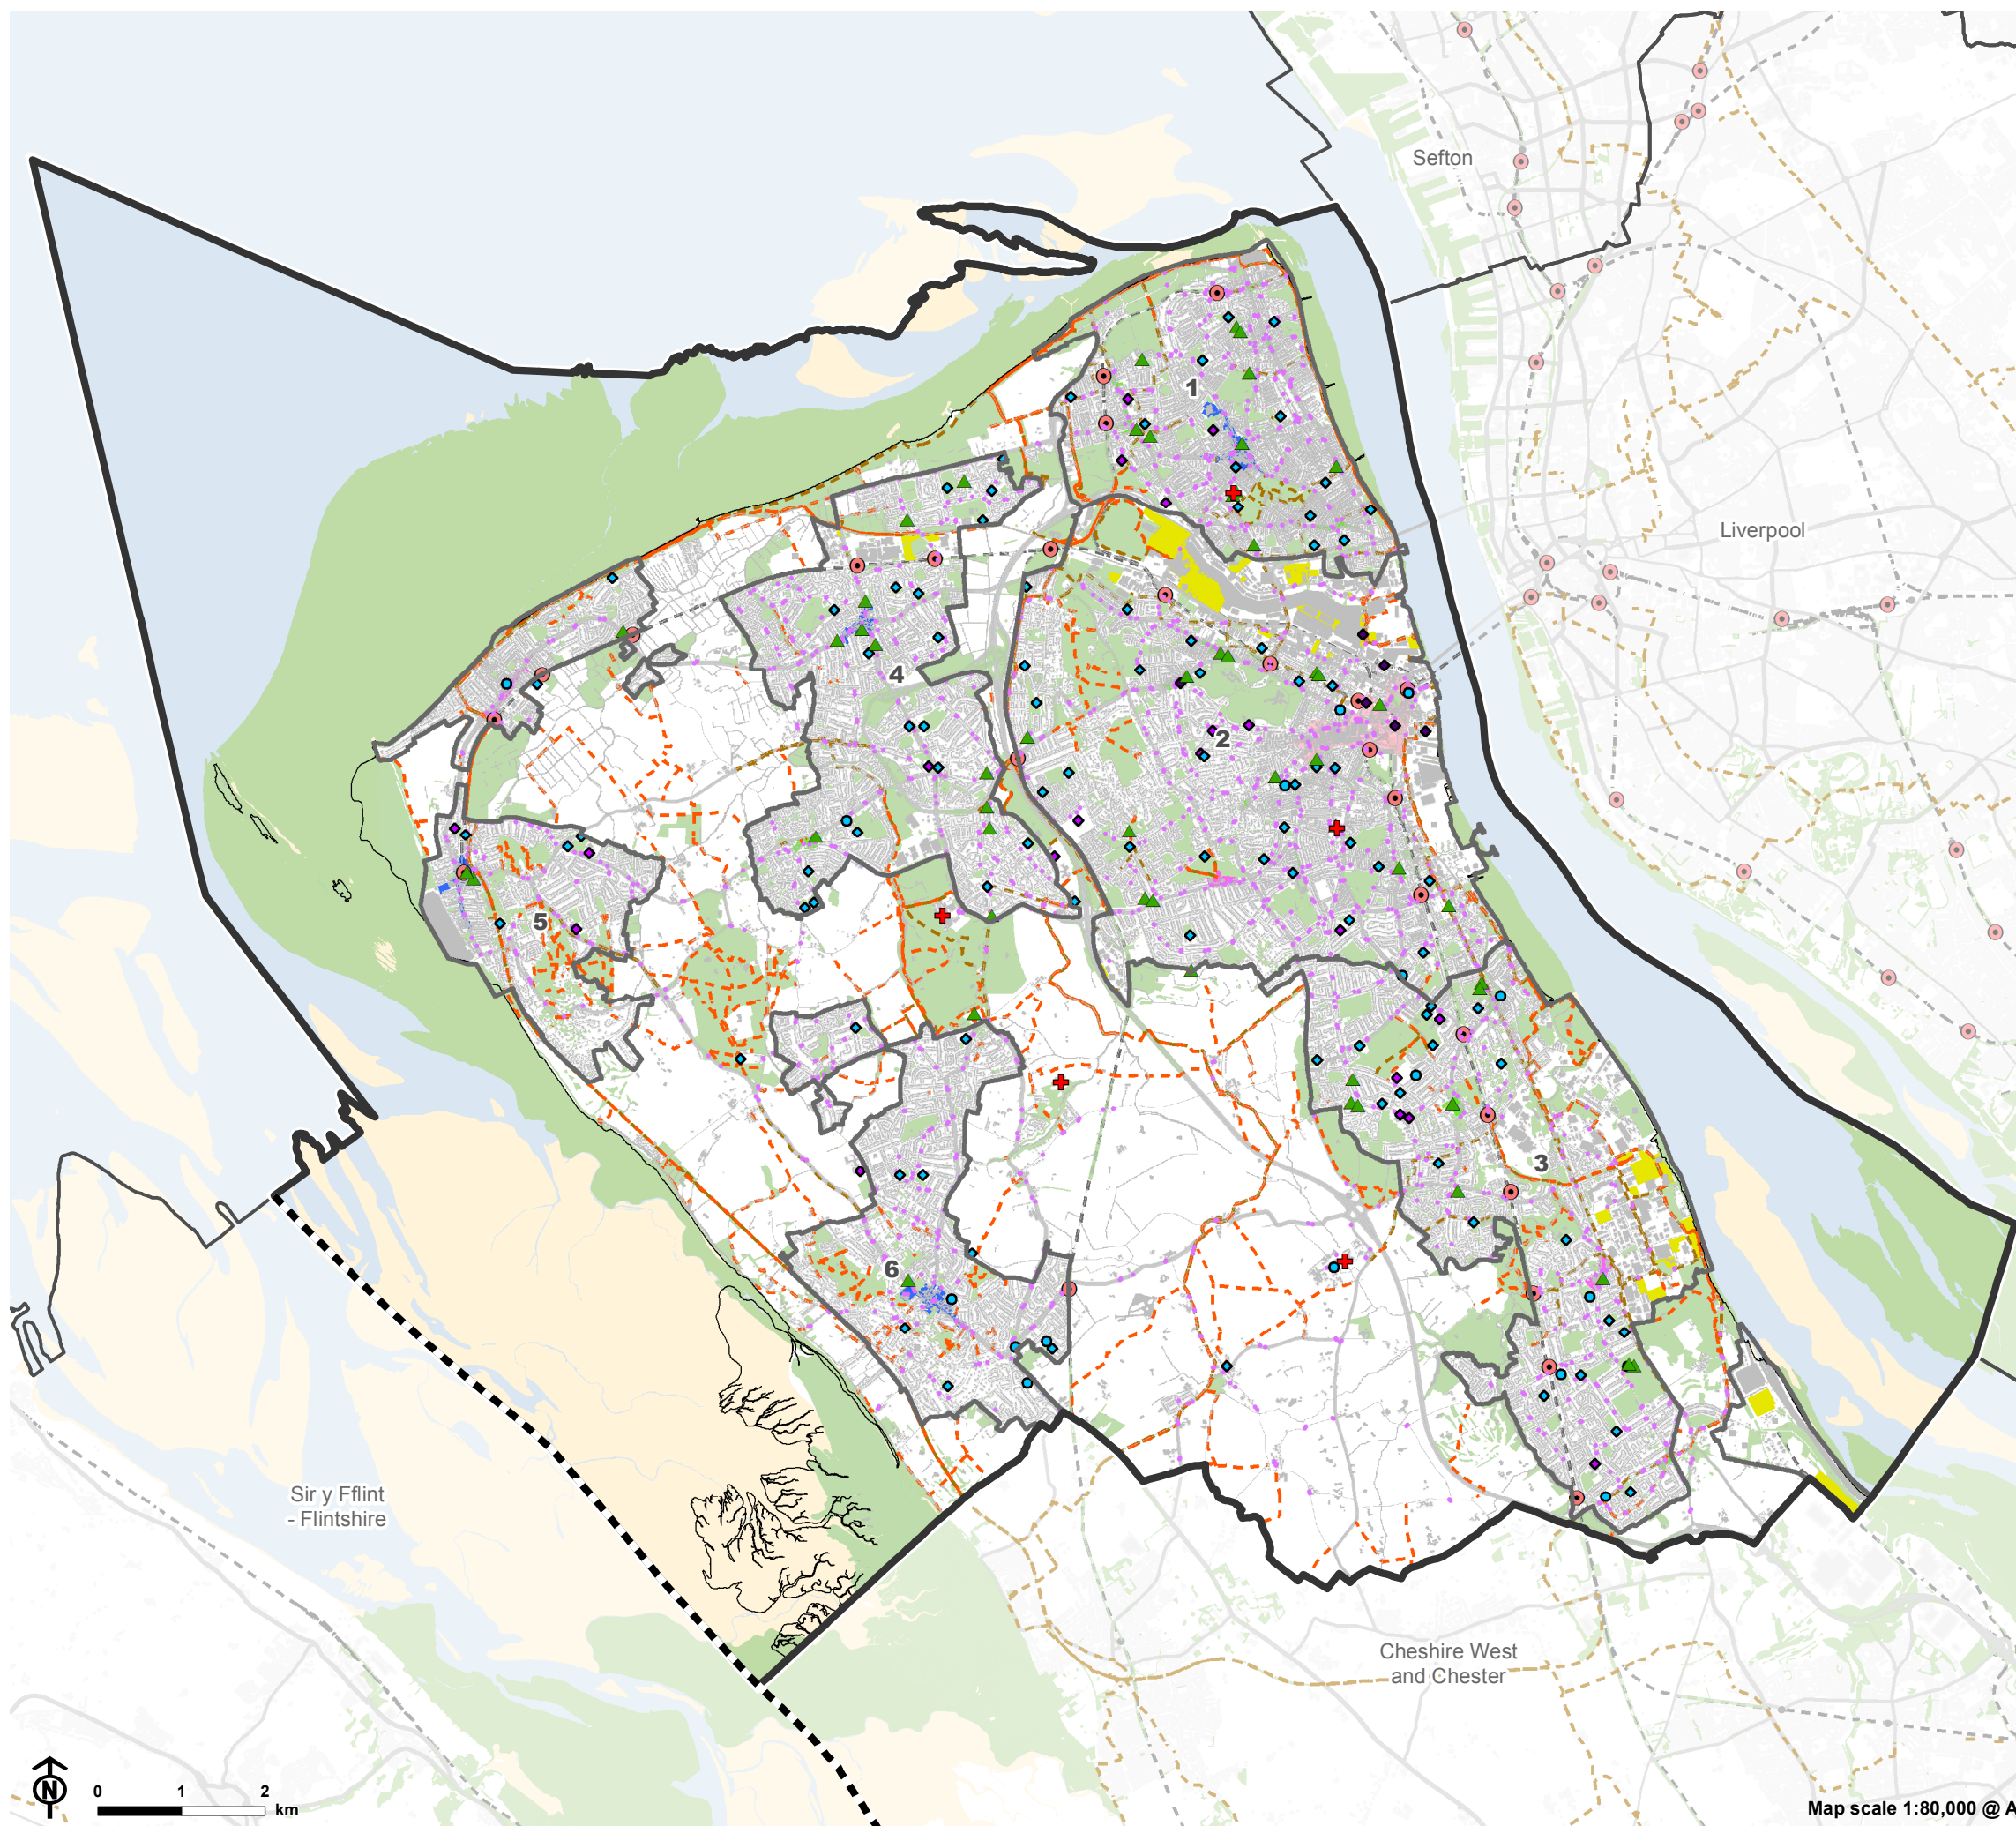 Sefton
Liverpool
1
4
2
5
3
6
Sir y Fflint
- Flintshire
Cheshire West
and Chester
N
0 1 2
km
Map scale 1:80,000 @ A